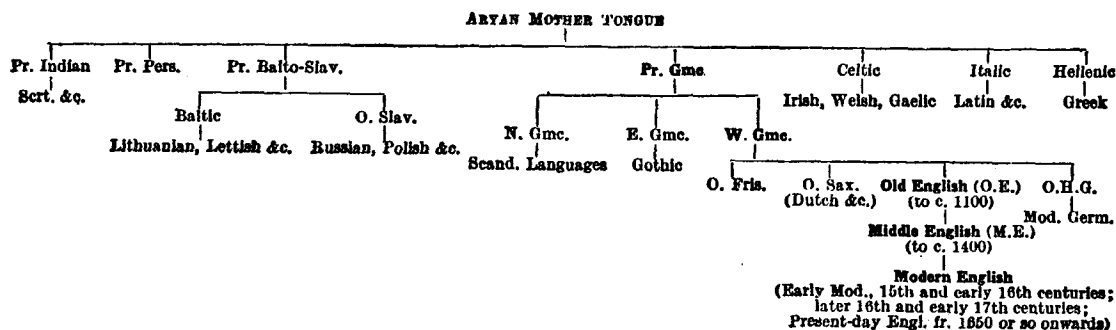 ARYAN MOTHER TONGUE
Pr. Indian Pr. Pers. Pr. Balto-Slav. Pr. Gmc. Celtic Italic Hellenic
Scrt. &c. Irish, Welsh, Gaelic Latin &c. Greek
Baltic O. Slav.
Lithuanian, Lettish &c. Russian, Polish &c.
N. Gmc. E. Gmc. W. Gmc.
Scand. Languages Gothic
O. Fris. O. Sax. Old English (O.E.) O.H.G.
(Dutch &c.) (to c. 1100)
Mod. Germ.
Middle English (M.E.)
(to c. 1400)
Modern English
(Early Mod., 15th and early 16th centuries;
later 16th and early 17th centuries;
Present-day Engl. fr. 1650 or so onwards)